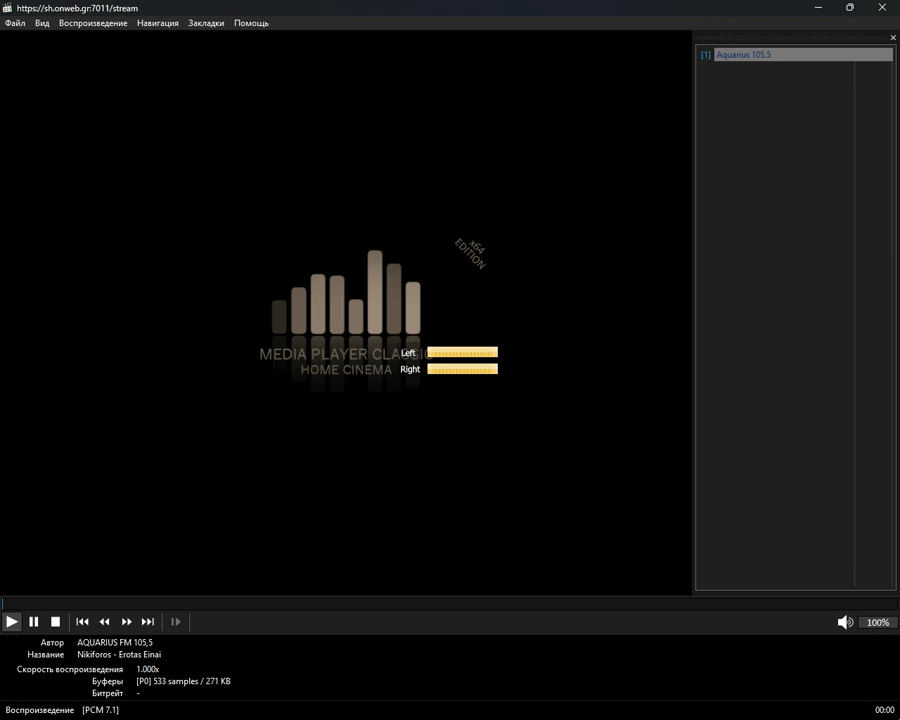 https://sh.onweb.gr:7011/stream
Файл Вид Воспроизведение Навигация Закладки Помощь
[1] Aquarius 105.5
x64
EDITION
MEDIA PLAYER CLASSIC
HOME CINEMA
Left
Right
100%
Автор AQUARIUS FM 105,5
Название Nikiforos - Erotas Einai
Скорость воспроизведения 1.000x
Буферы [P0] 533 samples / 271 KB
Битрейт -
Воспроизведение [PCM 7.1] 00:00